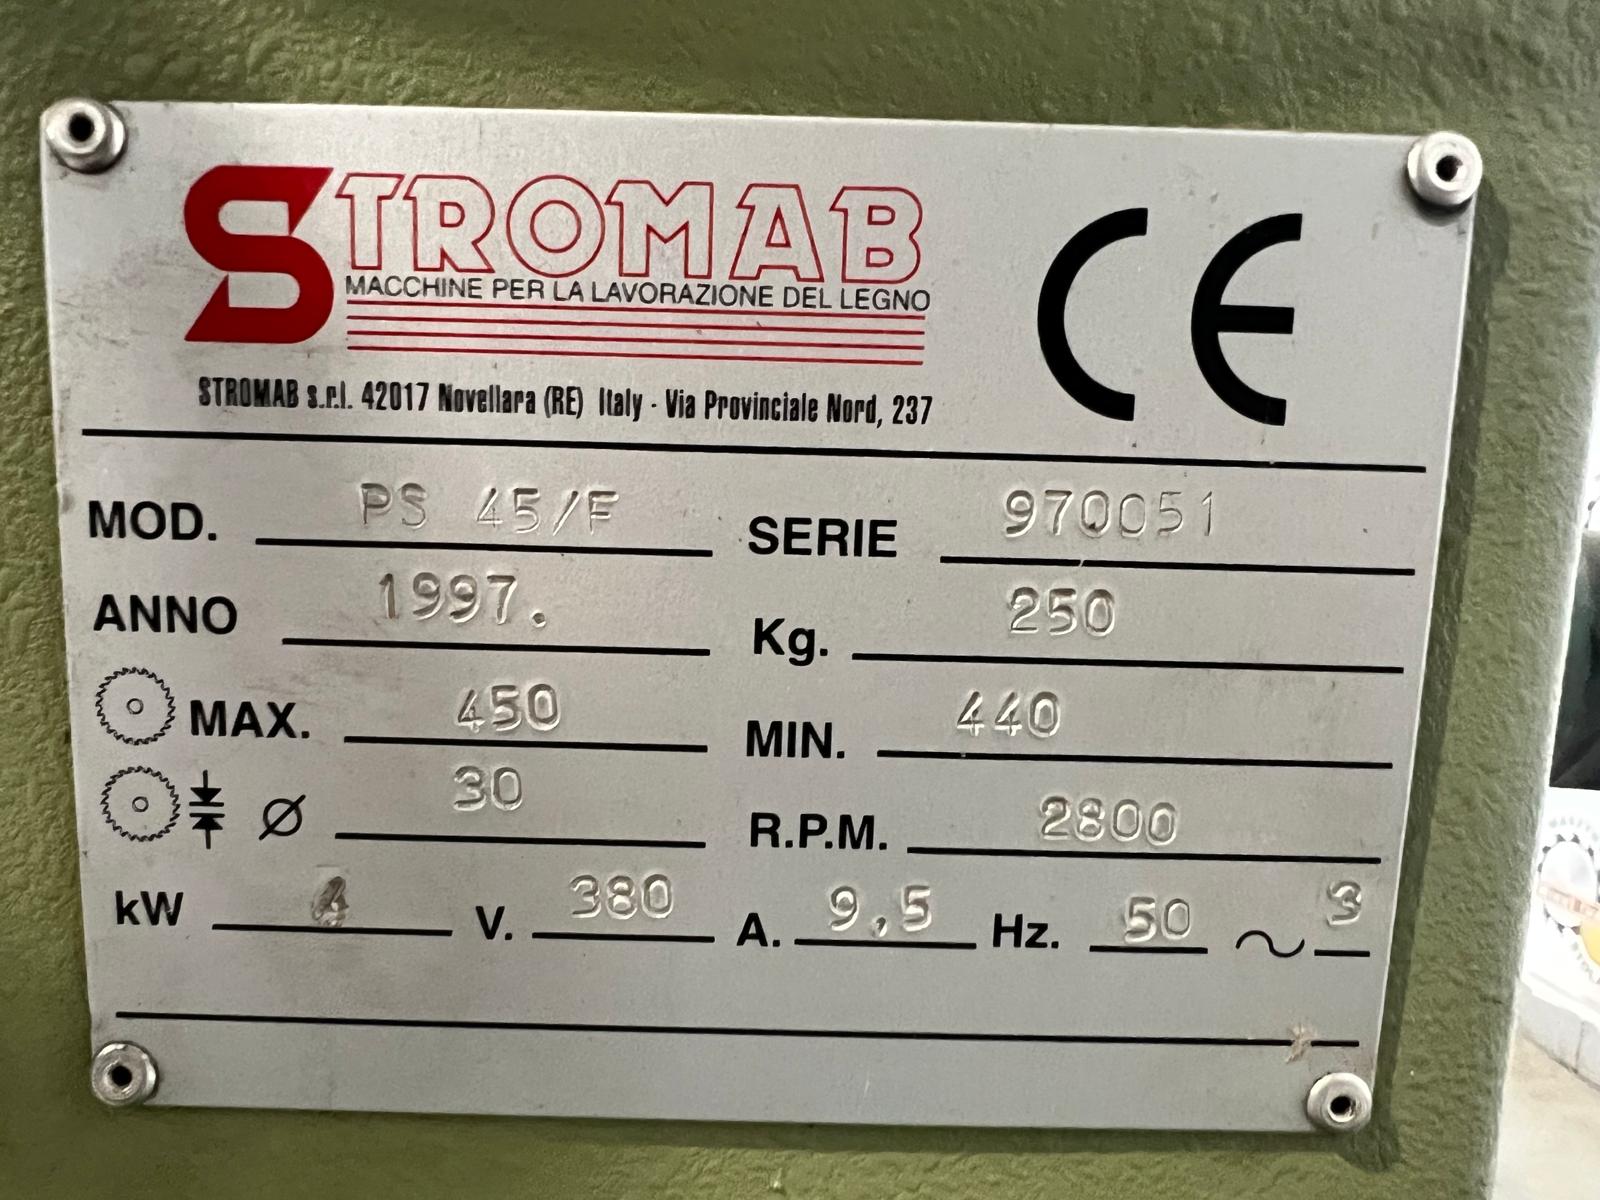 STROMAB
MACCHINE PER LA LAVORAZIONE DEL LEGNO
CE
STROMAB s.r.l. 42017 Novellara (RE) Italy - Via Provinciale Nord, 237
MOD. PS 45/F SERIE 970051
ANNO 1997. Kg. 250
MAX. 450 MIN. 440
Ø 30 R.P.M. 2800
kW 4 V. 380 A. 9,5 Hz. 50 ~ 3